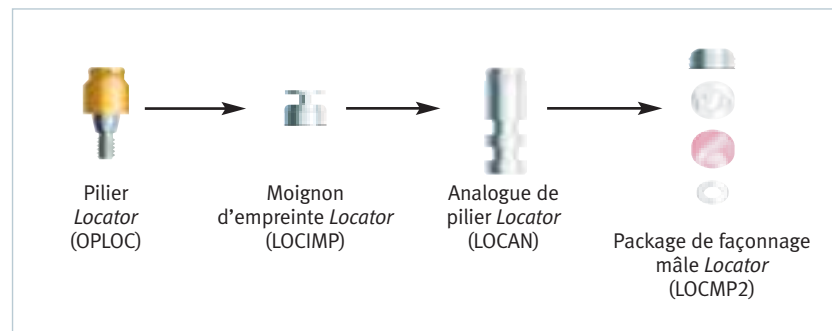 Pilier
Locator
(OPLOC)
Moignon
d'empreinte Locator
(LOCIMP)
Analogue de
pilier Locator
(LOCAN)
Package de façonnage
mâle Locator
(LOCMP2)